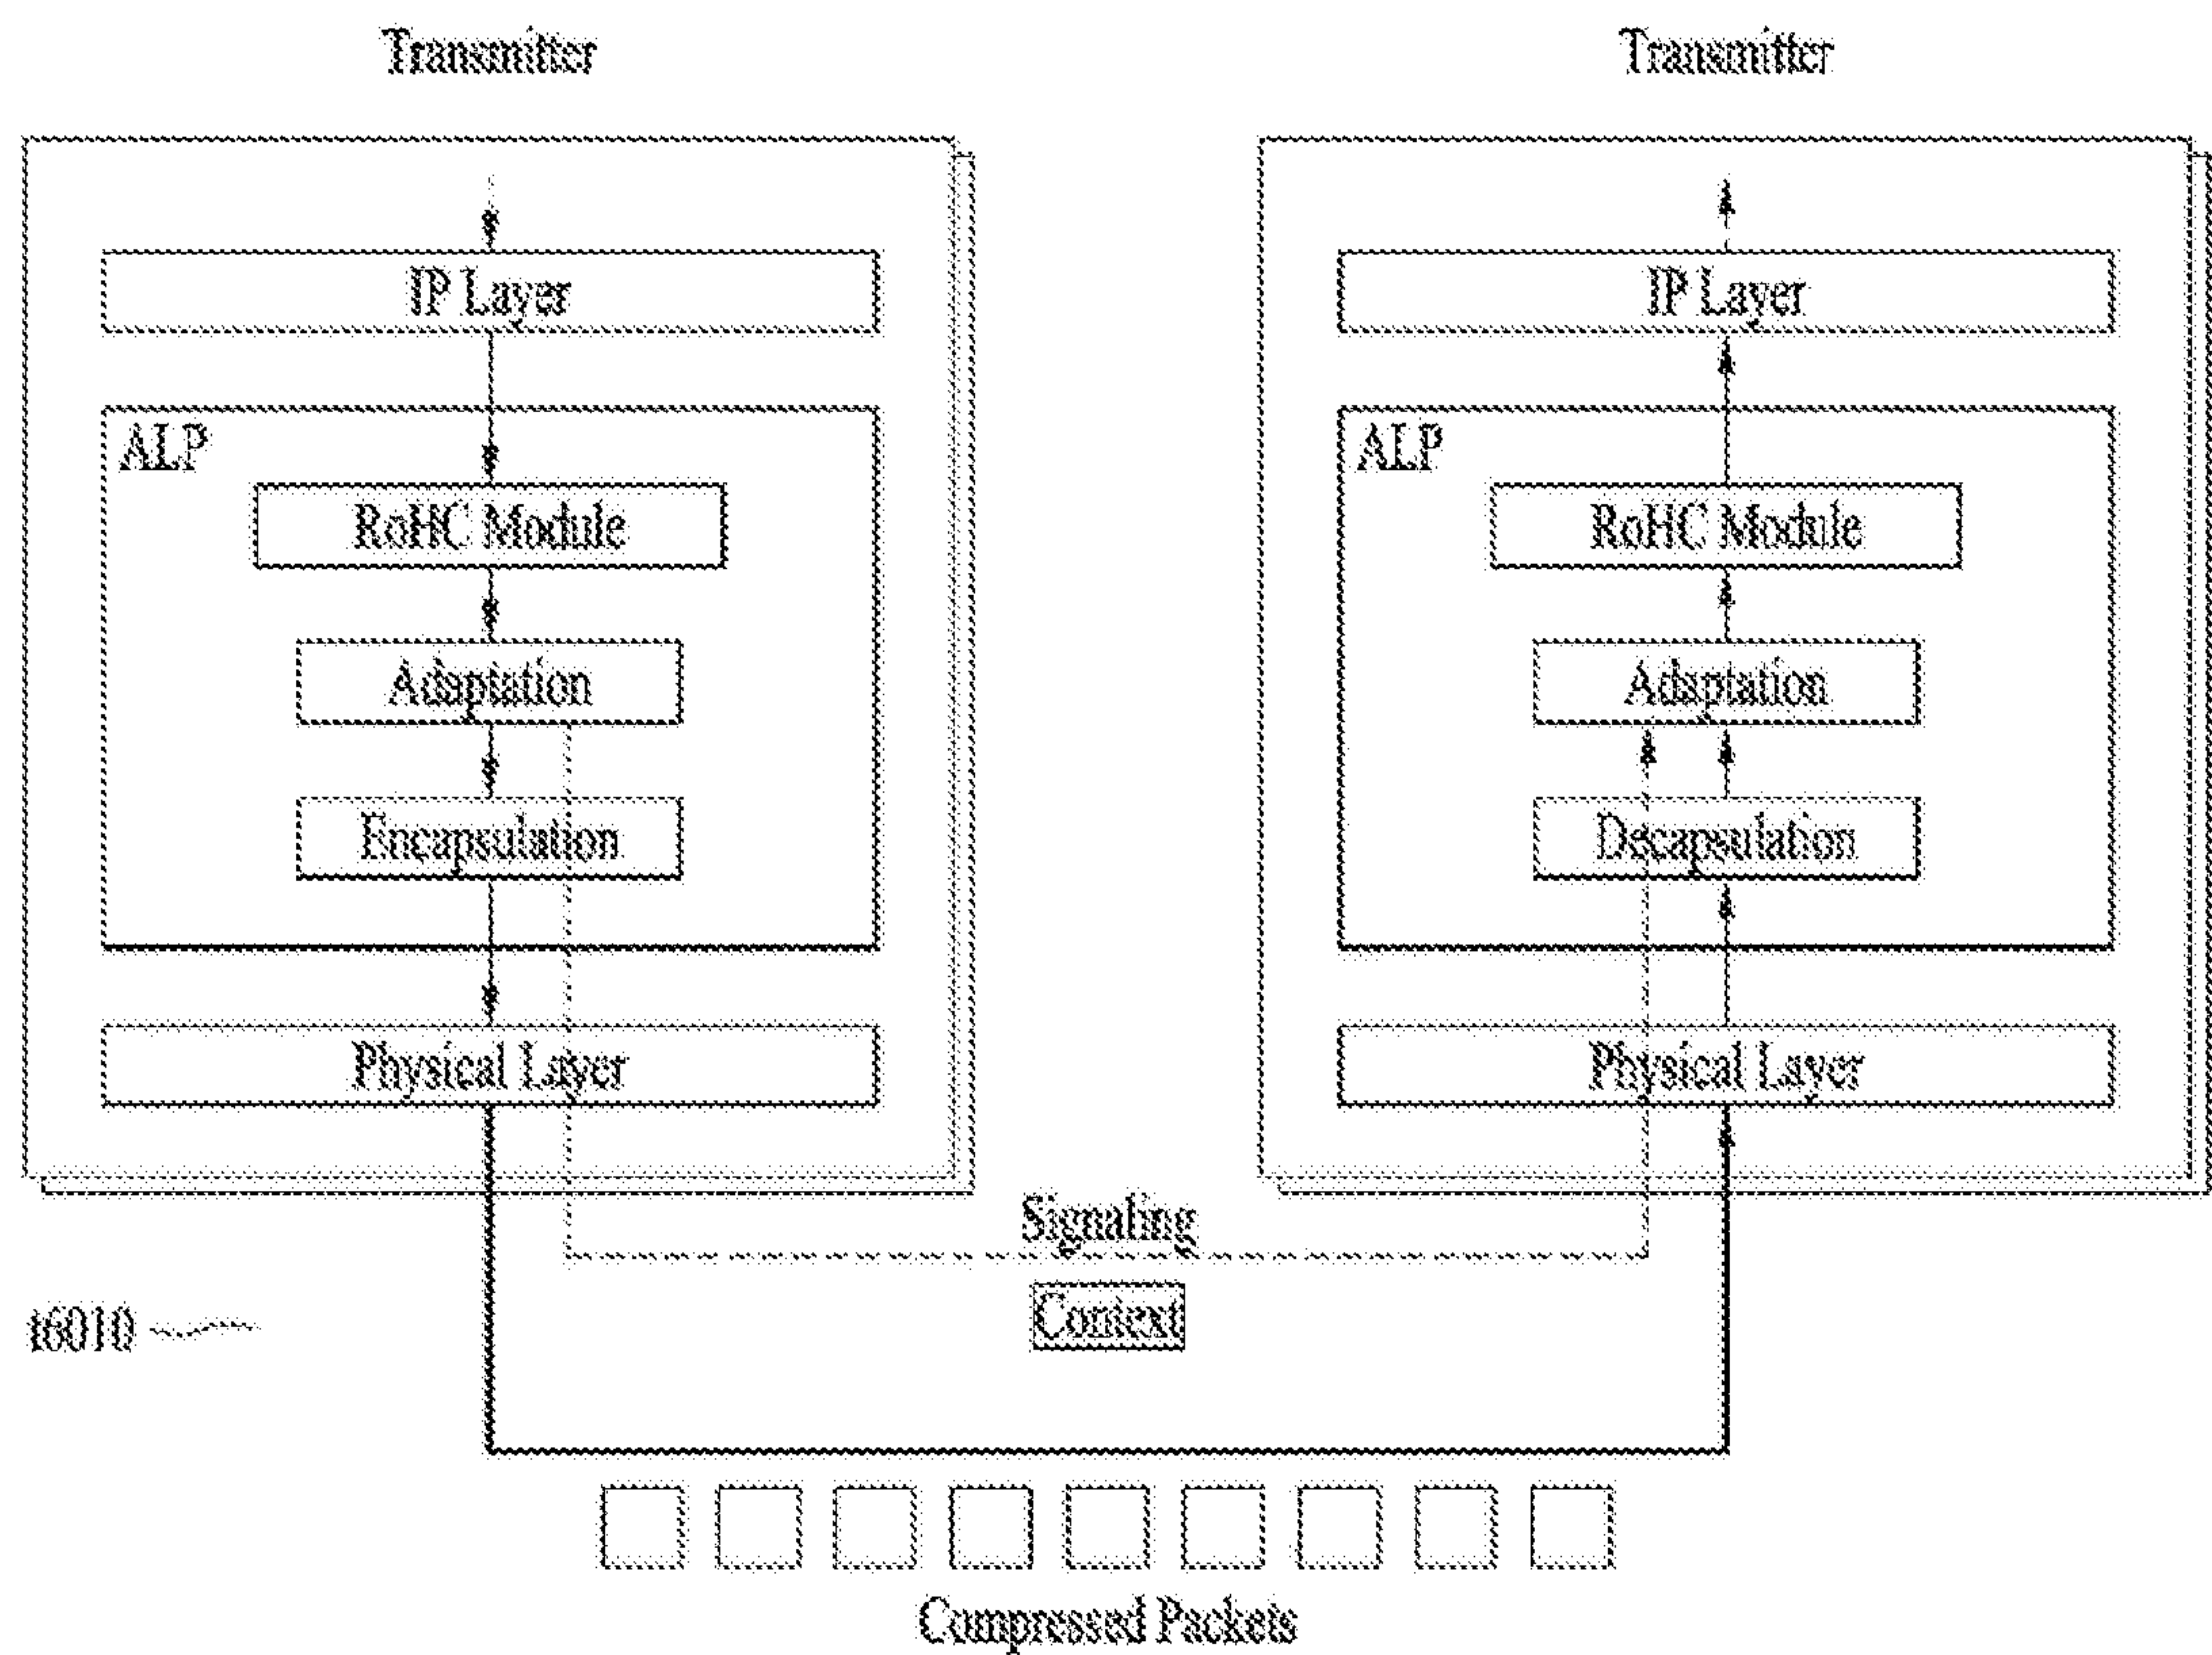 Transmitter
IP Layer
ALP
RoHC Module
Adaptation
Encapsulation
Physical Layer
Transmitter
IP Layer
ALP
RoHC Module
Adaptation
Decapsulation
Physical Layer
Signaling
Context
t6010
Compressed Packets